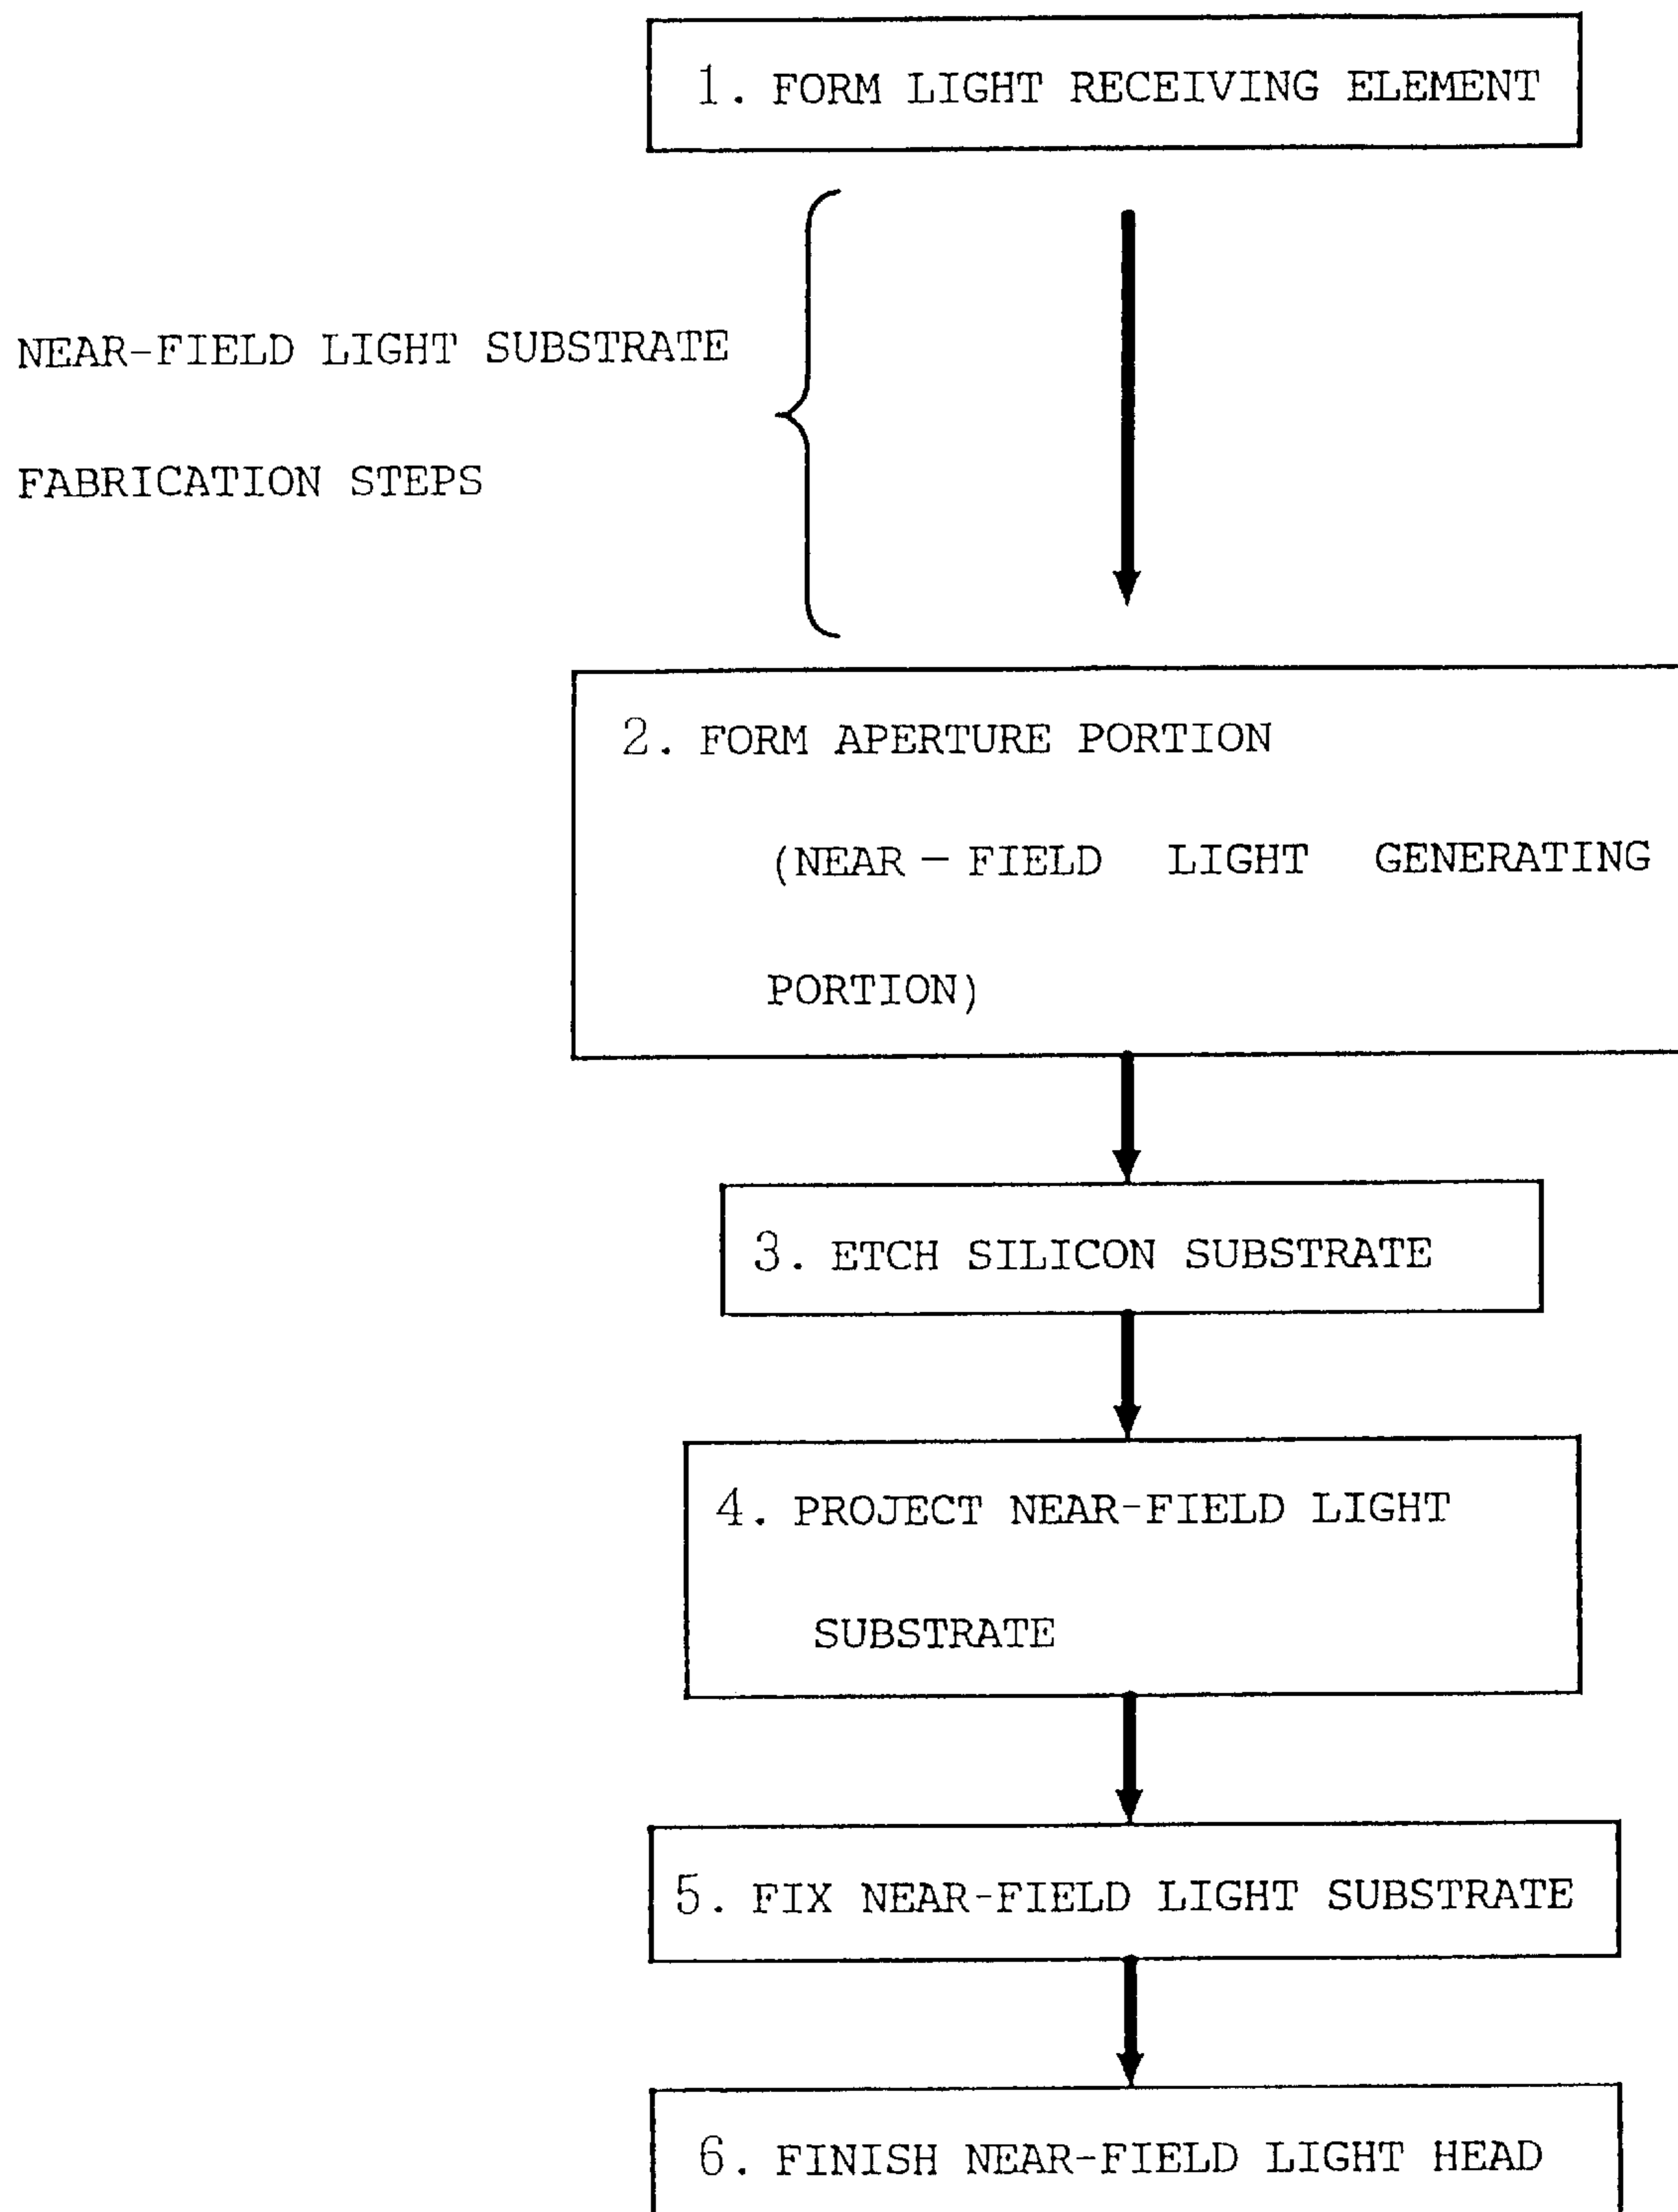 1. FORM LIGHT RECEIVING ELEMENT
NEAR-FIELD LIGHT SUBSTRATE
FABRICATION STEPS
2. FORM APERTURE PORTION
(NEAR-FIELD LIGHT GENERATING
PORTION)
3. ETCH SILICON SUBSTRATE
4. PROJECT NEAR-FIELD LIGHT
SUBSTRATE
5. FIX NEAR-FIELD LIGHT SUBSTRATE
6. FINISH NEAR-FIELD LIGHT HEAD